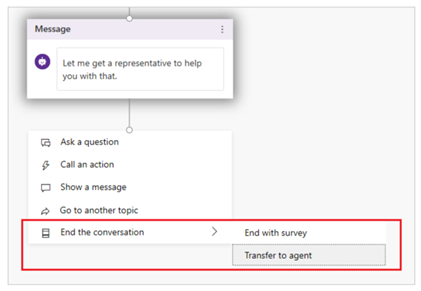 Message
Let me get a representative to help
you with that.
Ask a question
Call an action
Show a message
Go to another topic
End the conversation
End with survey
Transfer to agent